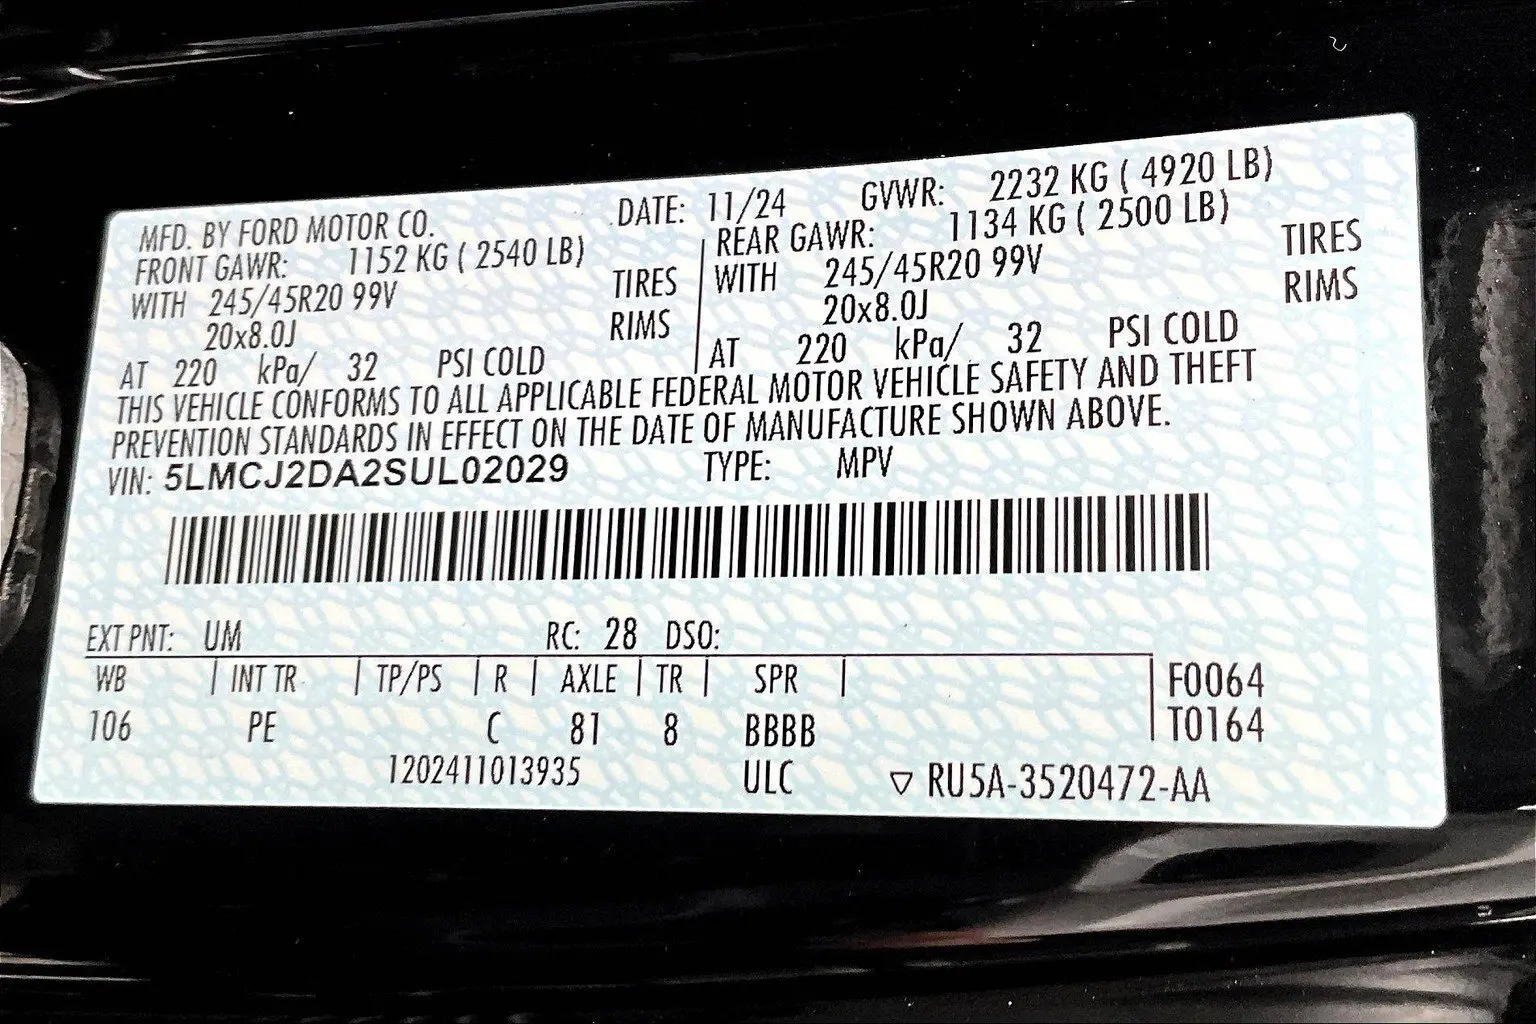 MFD. BY FORD MOTOR CO. DATE: 11/24 GVWR: 2232 KG ( 4920 LB)
FRONT GAWR: 1152 KG ( 2540 LB) REAR GAWR: 1134 KG ( 2500 LB)
WITH 245/45R20 99V TIRES WITH 245/45R20 99V TIRES
20x8.0J RIMS 20x8.0J RIMS
AT 220 kPa/ 32 PSI COLD AT 220 kPa/ 32 PSI COLD
THIS VEHICLE CONFORMS TO ALL APPLICABLE FEDERAL MOTOR VEHICLE SAFETY AND THEFT
PREVENTION STANDARDS IN EFFECT ON THE DATE OF MANUFACTURE SHOWN ABOVE.
VIN: 5LMCJ2DA2SUL02029 TYPE: MPV
EXT PNT: UM RC: 28 DSO:
WB | INT TR | TP/PS | R | AXLE | TR | SPR | F0064
106 PE C 81 8 BBBB T0164
1202411013935 ULC ▽ RU5A-3520472-AA